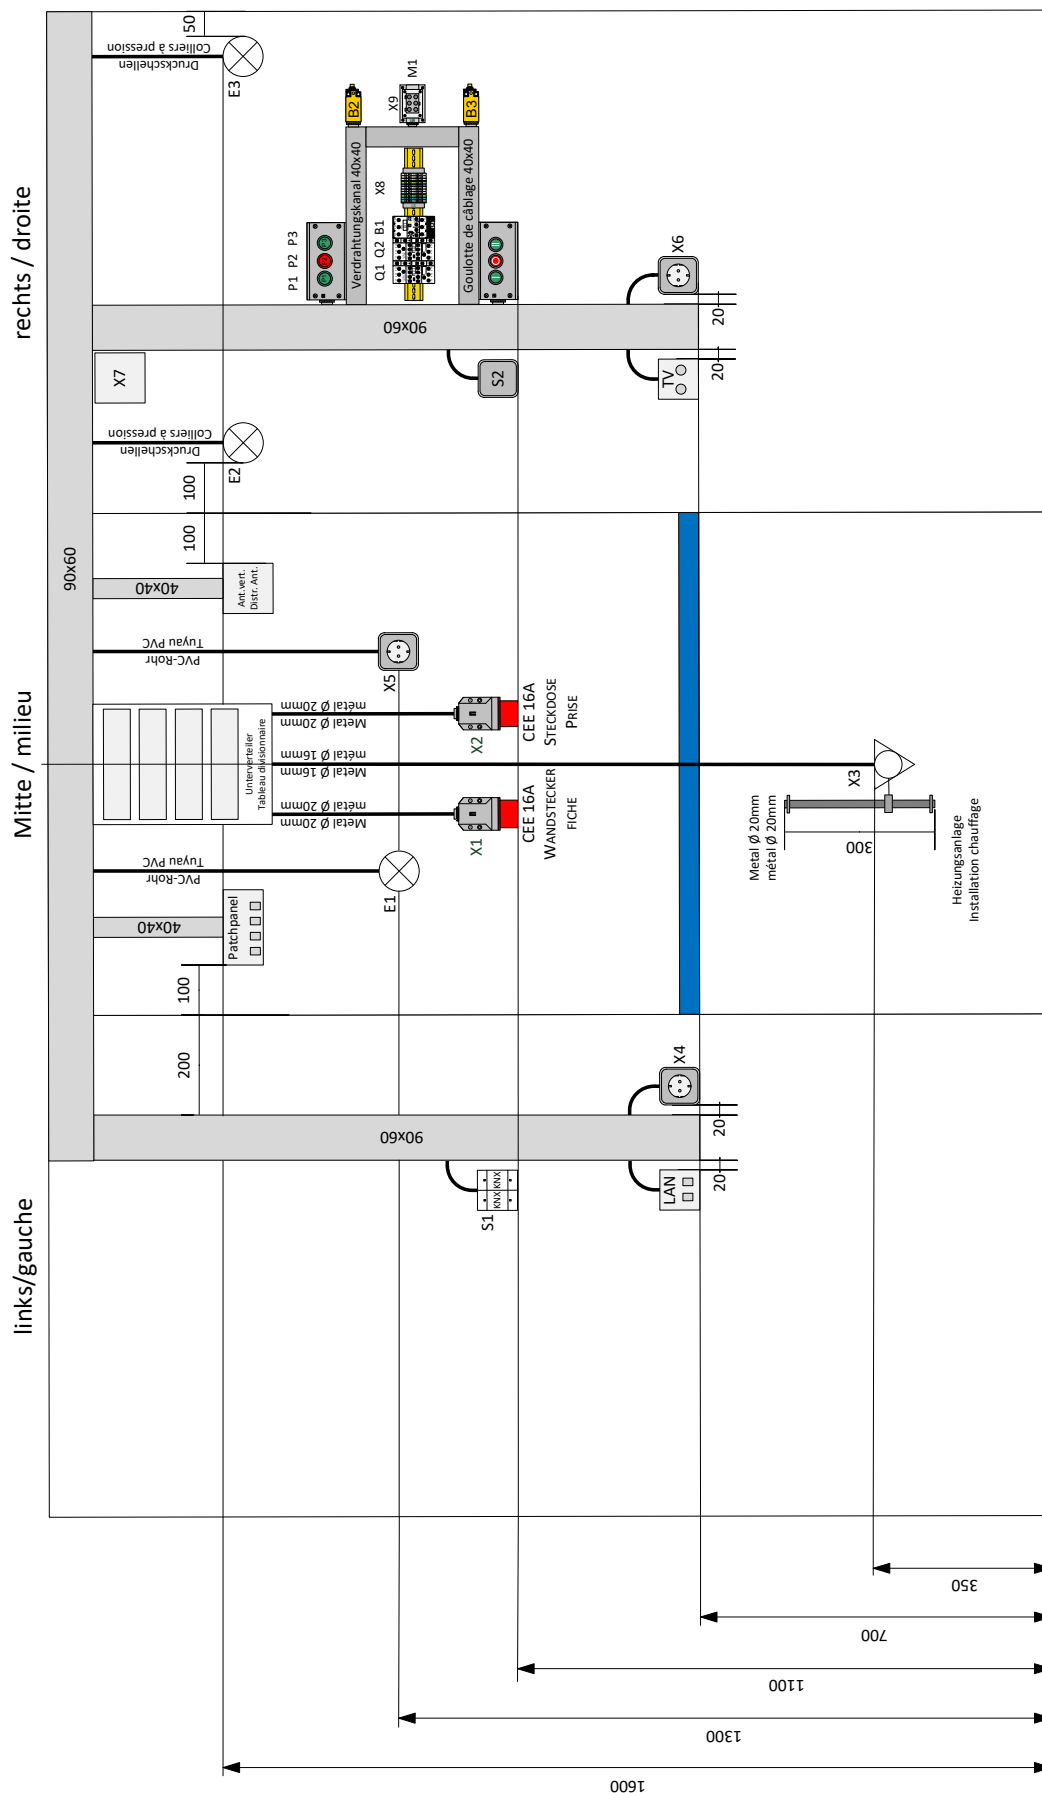 links/gauche
Mitte / milieu
rechts / droite
90x60
50
Druckschellen
Colliers à pression
E3
X7
Druckschellen
Colliers à pression
E2
100
100
40x40
Ant.vert.
Distr. Ant.
PVC-Rohr
Tuyau PVC
X5
Unterverteiler
Tableau divisionnaire
Metal Ø 20mm
métal Ø 20mm
Metal Ø 16mm
métal Ø 16mm
Metal Ø 20mm
métal Ø 20mm
X1
X2
CEE 16A
WANDSTECKER
FICHE
CEE 16A
STECKDOSE
PRISE
PVC-Rohr
Tuyau PVC
E1
40x40
Patchpanel
100
200
90x60
S1
KNX
KNX
LAN
X4
20
20
90x60
S2
TV
X6
20
20
P1 P2 P3
Verdrahtungskanal 40x40
B2
Q1 Q2 B1
X8
X9
M1
Goulotte de câblage 40x40
B3
X3
Metal Ø 20mm
métal Ø 20mm
300
Heizungsanlage
Installation chauffage
350
700
1100
1300
1600